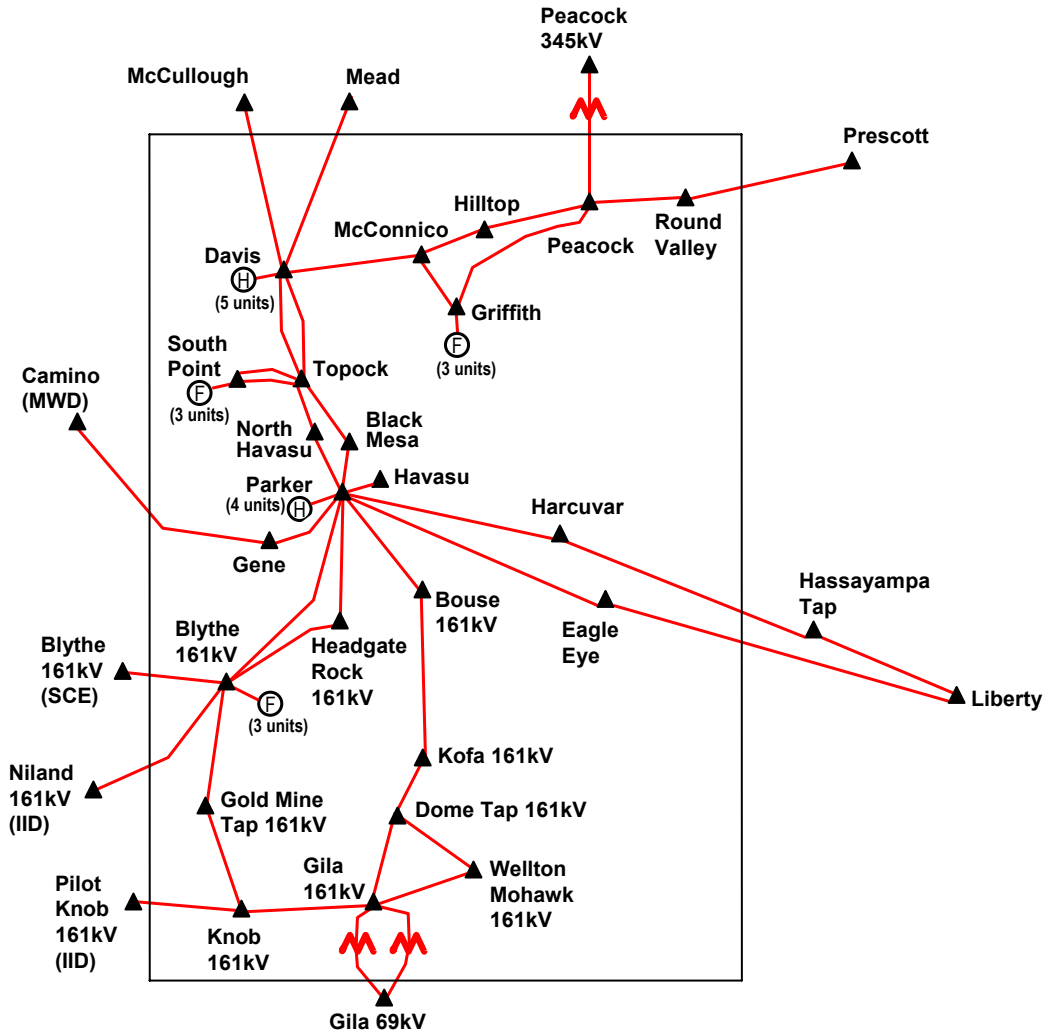 Peacock
345kV
McCullough
Mead
Prescott
Hilltop
McConnico
Peacock
Round
Valley
Davis
H
(5 units)
Griffith
F
(3 units)
South
Point
F
(3 units)
Topock
Camino
(MWD)
North
Havasu
Black
Mesa
Parker
(4 units)
H
Havasu
Gene
Harcuvar
Hassayampa
Tap
Bouse
161kV
Eagle
Eye
Blythe
161kV
Headgate
Rock
161kV
Blythe
161kV
(SCE)
F
(3 units)
Liberty
Niland
161kV
(IID)
Kofa 161kV
Gold Mine
Tap 161kV
Dome Tap 161kV
Gila
161kV
Wellton
Mohawk
161kV
Pilot
Knob
161kV
(IID)
Knob
161kV
Gila 69kV